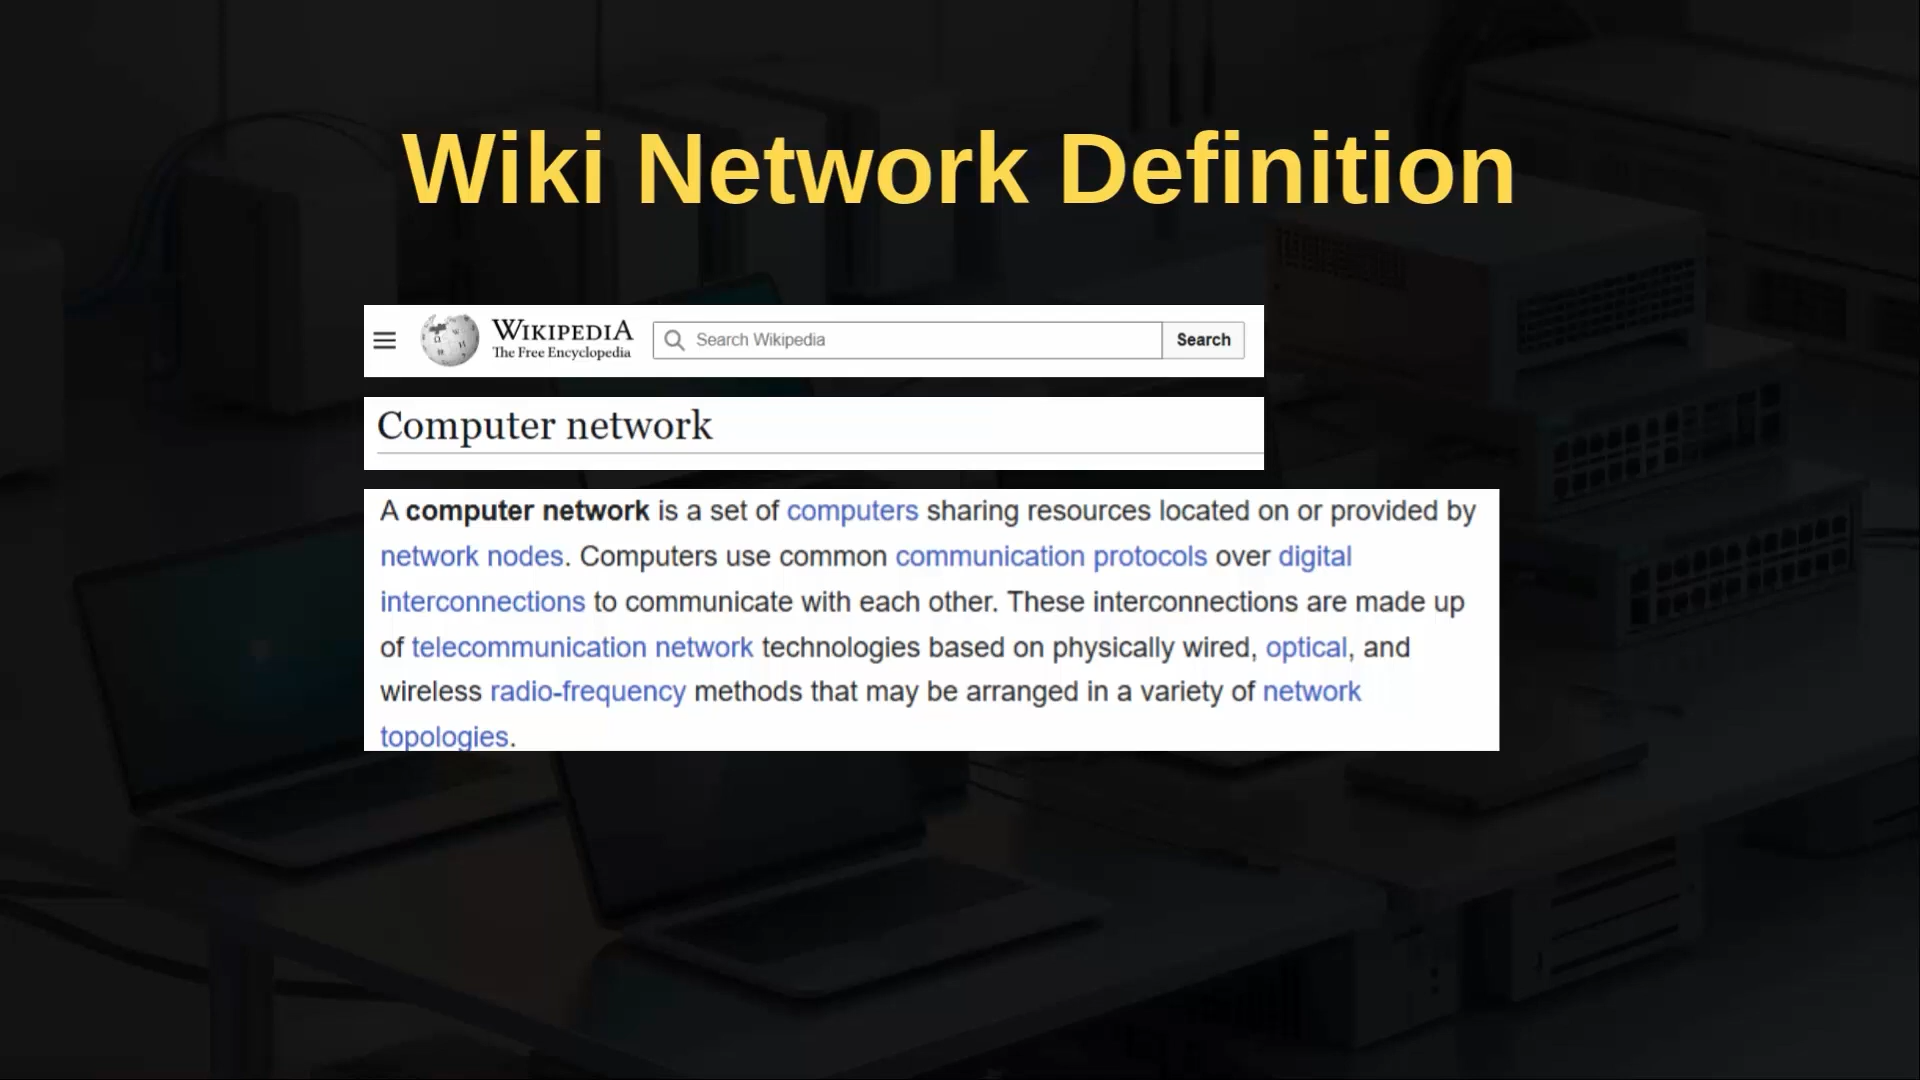 Wiki Network Definition
WIKIPEDIA
The Free Encyclopedia
Search Wikipedia
Search
Computer network
A computer network is a set of computers sharing resources located on or provided by
network nodes. Computers use common communication protocols over digital
interconnections to communicate with each other. These interconnections are made up
of telecommunication network technologies based on physically wired, optical, and
wireless radio-frequency methods that may be arranged in a variety of network
topologies.